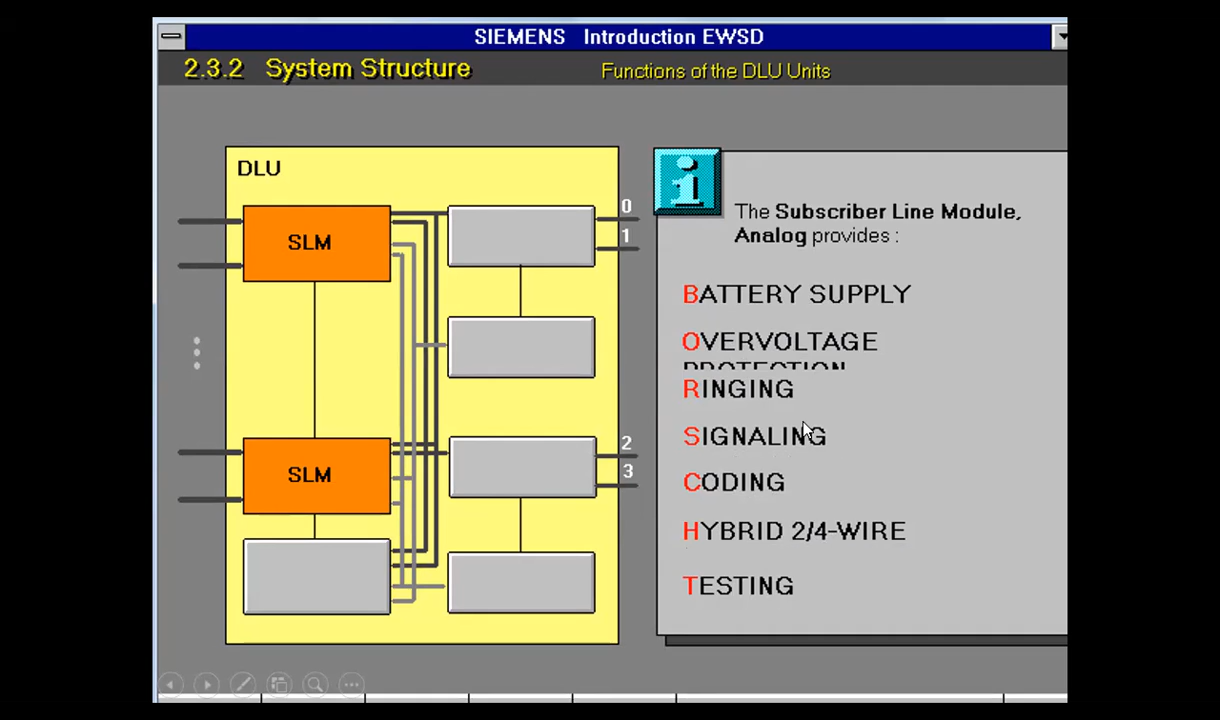 SIEMENS Introduction EWSD
2.3.2 System Structure
Functions of the DLU Units
DLU
SLM
SLM
0
1
2
3
The Subscriber Line Module,
Analog provides :
BATTERY SUPPLY
OVERVOLTAGE
PROTECTION
RINGING
SIGNALING
CODING
HYBRID 2/4-WIRE
TESTING